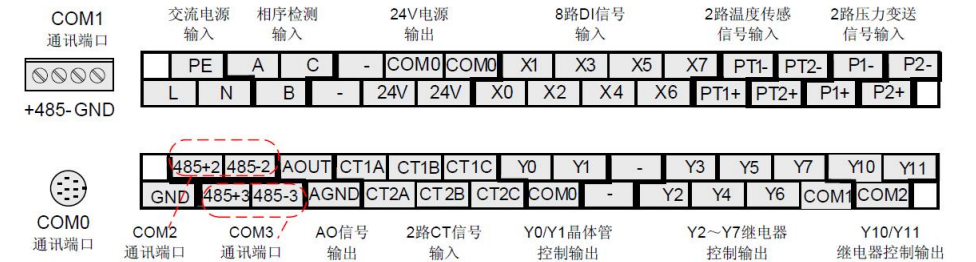 COM1
通讯端口
交流电源
输入
相序检测
输入
24V电源
输出
8路DI信号
输入
2路温度传感
信号输入
2路压力变送
信号输入
PE A C - COM0 COM0 X1 X3 X5 X7 PT1- PT2- P1- P2-
L N B - 24V 24V X0 X2 X4 X6 PT1+ PT2+ P1+ P2+
+485- GND
485+2 485-2 AOUT CT1A CT1B CT1C Y0 Y1 - Y3 Y5 Y7 Y10 Y11
GND 485+3 485-3 AGND CT2A CT2B CT2C COM0 - Y2 Y4 Y6 COM1 COM2
COM0
通讯端口
COM2
通讯端口
COM3
通讯端口
AO信号
输出
2路CT信号
输入
Y0/Y1晶体管
控制输出
Y2～Y7继电器
控制输出
Y10/Y11
继电器控制输出